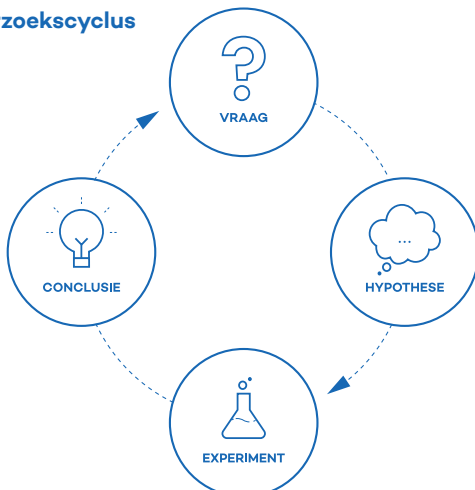 zoekscyclus
VRAAG
HYPOTHESE
...
EXPERIMENT
CONCLUSIE